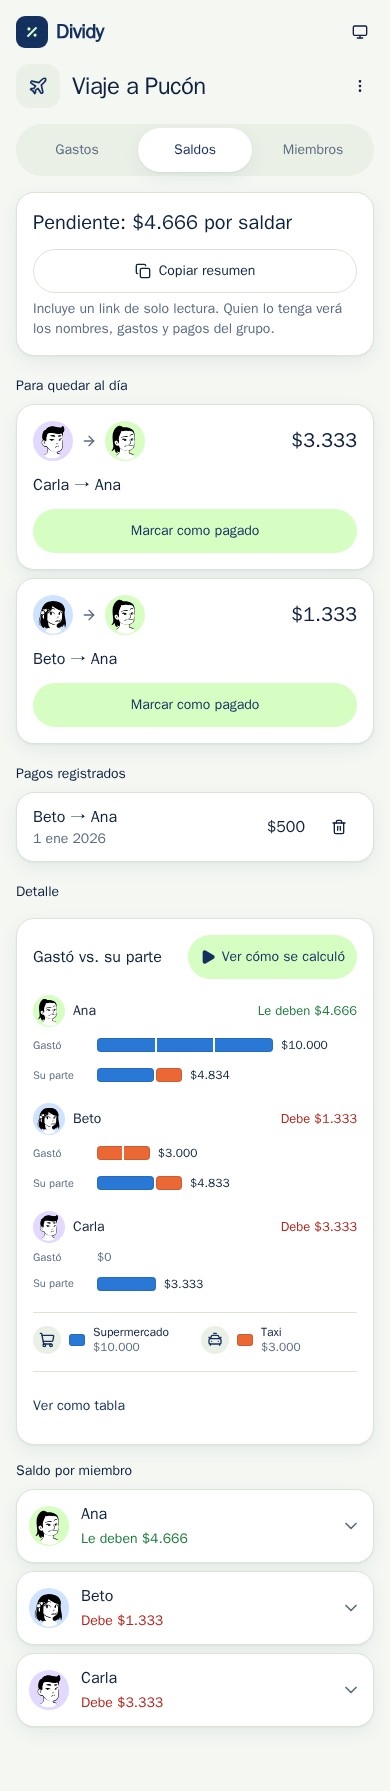 Dividy
Viaje a Pucón
Gastos
Saldos
Miembros
Pendiente: $4.666 por saldar
Copiar resumen
Incluye un link de solo lectura. Quien lo tenga verá
los nombres, gastos y pagos del grupo.
Para quedar al día
$3.333
Carla → Ana
Marcar como pagado
$1.333
Beto → Ana
Marcar como pagado
Pagos registrados
Beto → Ana
1 ene 2026
$500
Detalle
Gastó vs. su parte
Ver cómo se calculó
Ana
Le deben $4.666
Gastó
$10.000
Su parte
$4.834
Beto
Debe $1.333
Gastó
$3.000
Su parte
$4.833
Carla
Debe $3.333
Gastó
$0
Su parte
$3.333
Supermercado
$10.000
Taxi
$3.000
Ver como tabla
Saldo por miembro
Ana
Le deben $4.666
Beto
Debe $1.333
Carla
Debe $3.333